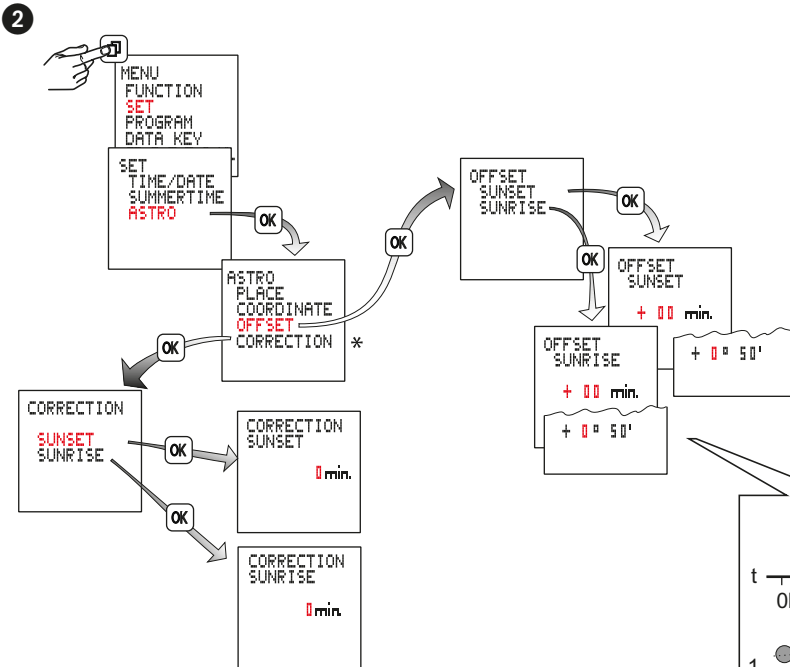 2
MENU
FUNCTION
SET
PROGRAM
DATA KEY
SET
TIME/DATE
SUMMERTIME
ASTRO
OK
ASTRO
PLACE
COORDINATE
OFFSET
CORRECTION *
OK
OK
OFFSET
SUNSET
SUNRISE
OK
OK
OFFSET
SUNSET
+ 00 min.
+ 0° 50'
OFFSET
SUNRISE
+ 00 min.
+ 0° 50'
CORRECTION
SUNSET
SUNRISE
OK
OK
CORRECTION
SUNSET
0 min.
CORRECTION
SUNRISE
0 min.
t
1